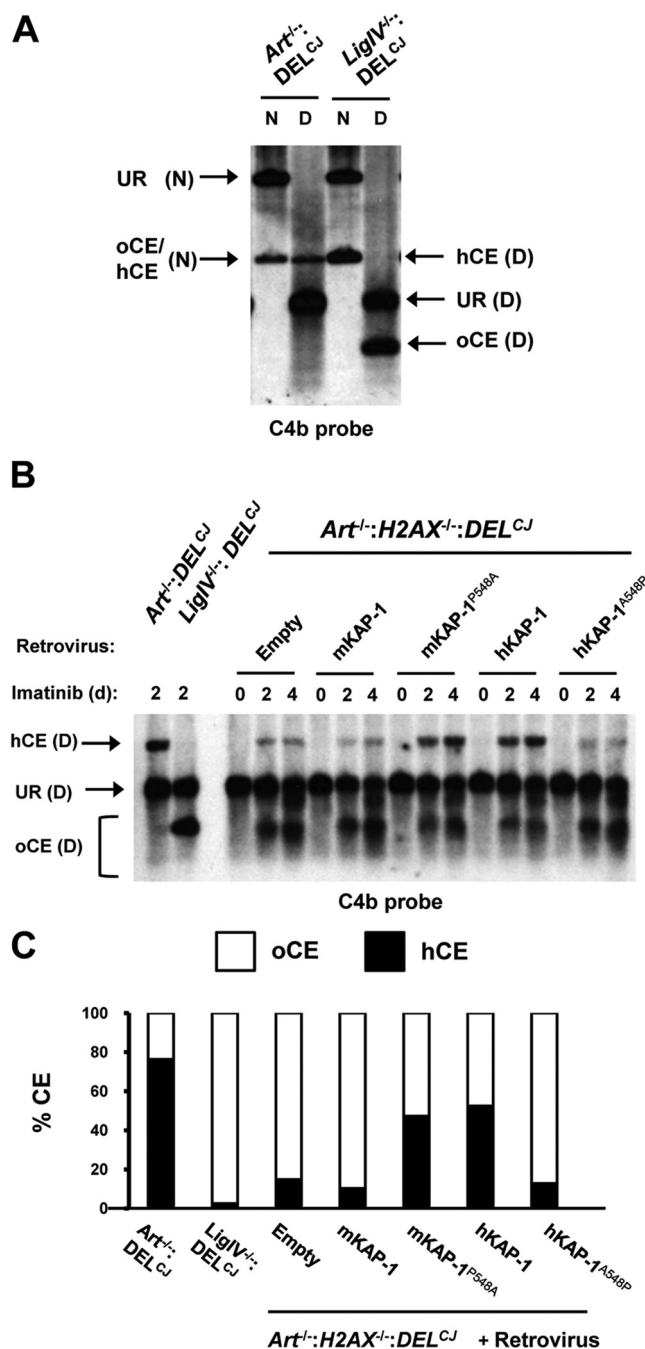 A
Art-/-: DELCJ
LigIV-/-: DELCJ
N D N D
UR (N)
oCE/ hCE (N)
hCE (D)
UR (D)
oCE (D)
C4b probe
B
Art-/-:DELCJ
LigIV-/-: DELCJ
Art-/-:H2AX-/-:DELCJ
Retrovirus:
Empty
mKAP-1
mKAP-1P548A
hKAP-1
hKAP-1A548P
Imatinib (d): 2 2 0 2 4 0 2 4 0 2 4 0 2 4 0 2 4
hCE (D)
UR (D)
oCE (D)
C4b probe
C
oCE hCE
% CE
100
80
60
40
20
0
Art-/-: DELCJ
LigIV-/-: DELCJ
Empty
mKAP-1
mKAP-1P548A
hKAP-1
hKAP-1A548P
Art-/-:H2AX-/-:DELCJ + Retrovirus